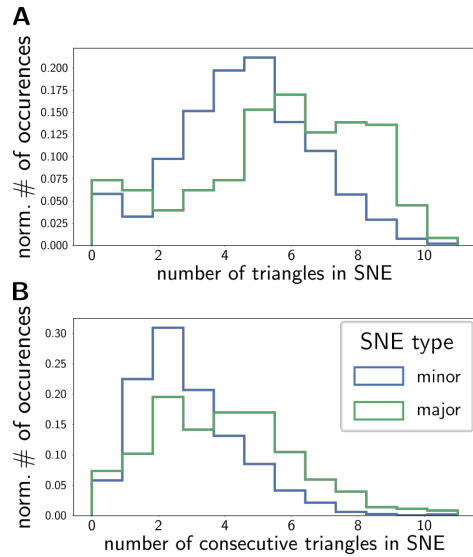 A
norm. # of occurences
0.200
0.175
0.150
0.125
0.100
0.075
0.050
0.025
0.000
0 2 4 6 8 10
number of triangles in SNE
B
norm. # of occurences
0.30
0.25
0.20
0.15
0.10
0.05
0.00
SNE type
minor
major
0 2 4 6 8 10
number of consecutive triangles in SNE